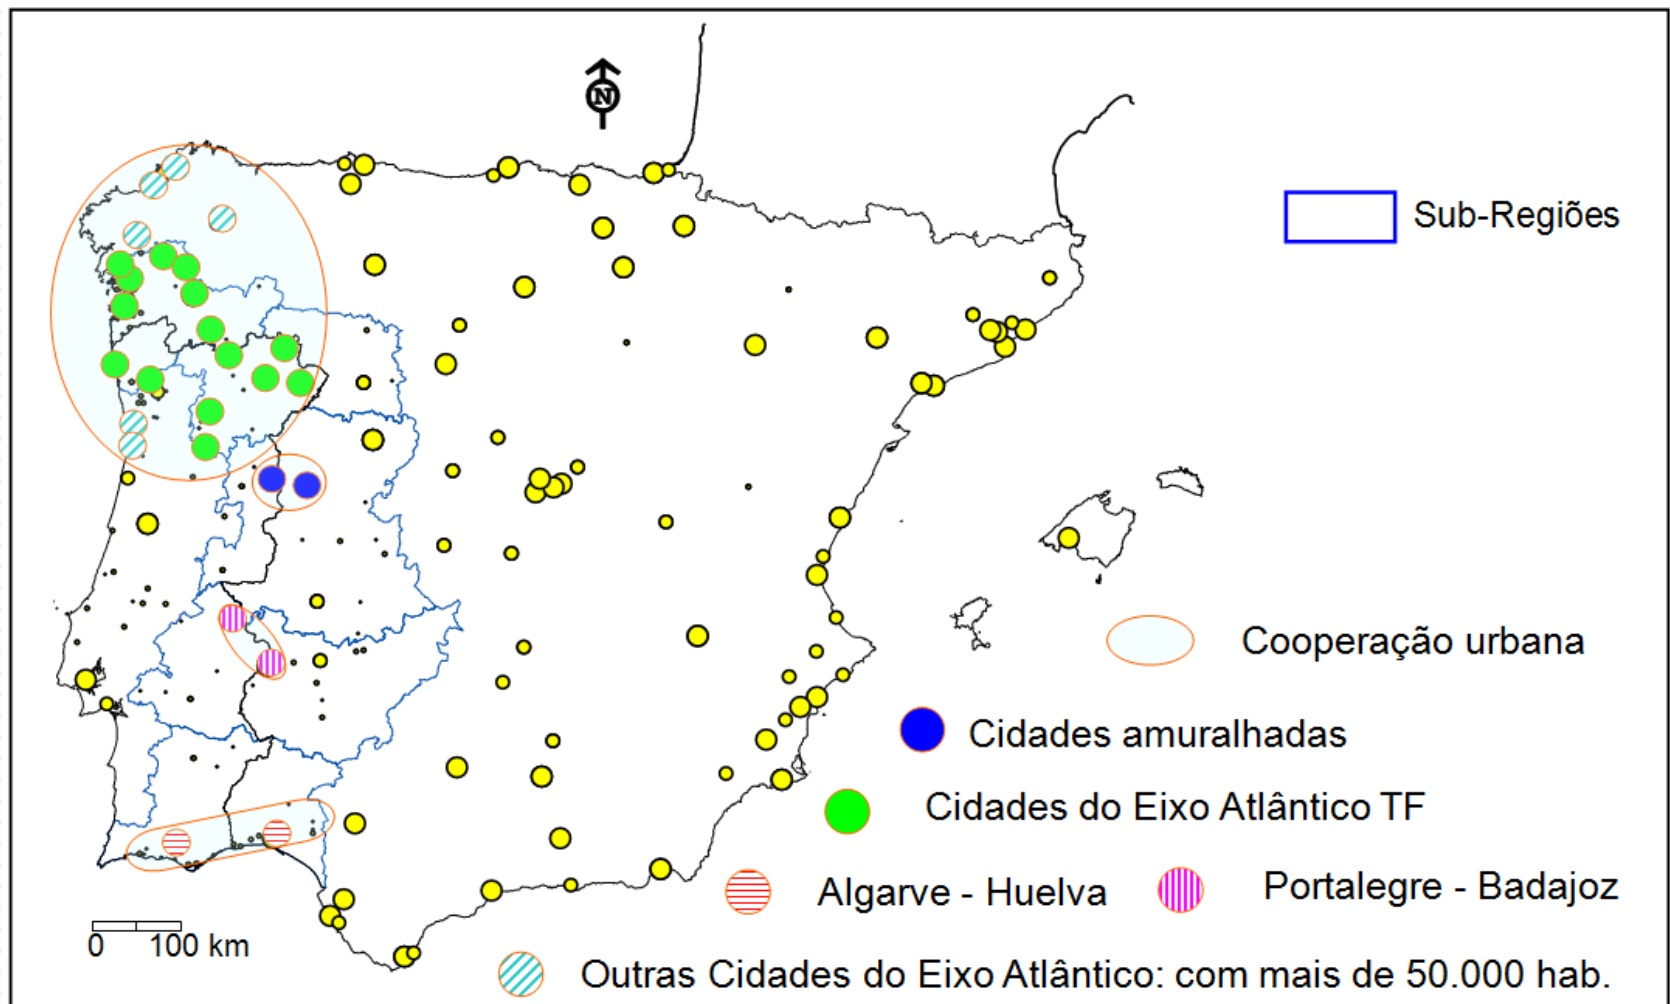 N
Sub-Regiões
Cooperação urbana
Cidades amuralhadas
Cidades do Eixo Atlântico TF
Algarve - Huelva
Portalegre - Badajoz
0 100 km
Outras Cidades do Eixo Atlântico: com mais de 50.000 hab.